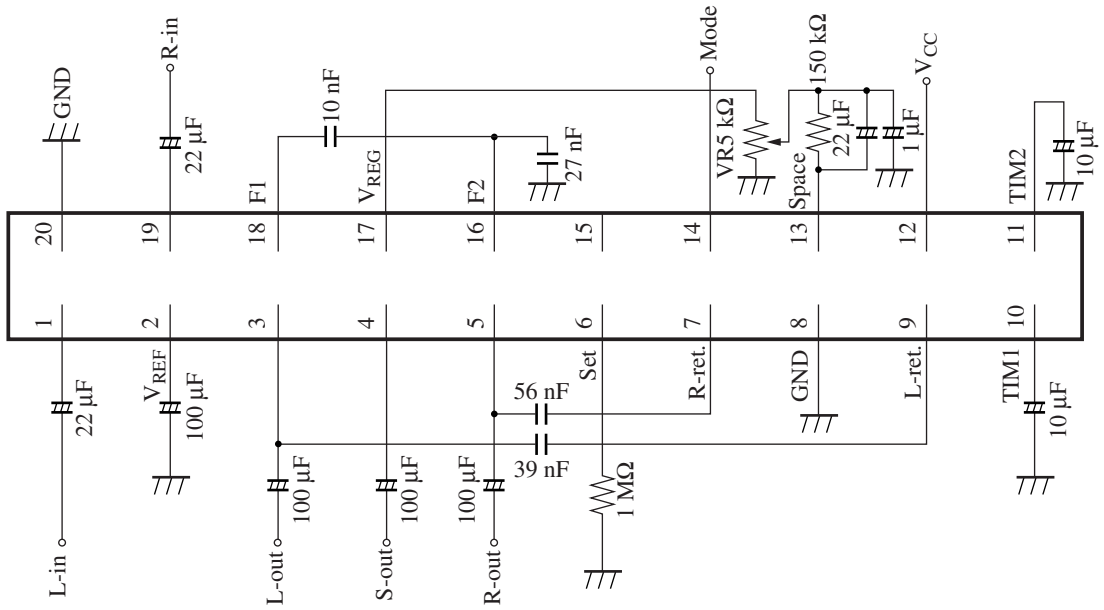 GND
R-in
22 µF
10 nF
F1
VREG
F2
27 nF
VR5 kΩ
Mode
150 kΩ
Space
22 µF
1 µF
VCC
TIM2
10 µF
20
19
18
17
16
15
14
13
12
11
1
2
3
4
5
6
7
8
9
10
22 µF
L-in
VREF
100 µF
100 µF
L-out
100 µF
S-out
100 µF
R-out
56 nF
39 nF
Set
1 MΩ
R-ret.
GND
L-ret.
TIM1
10 µF